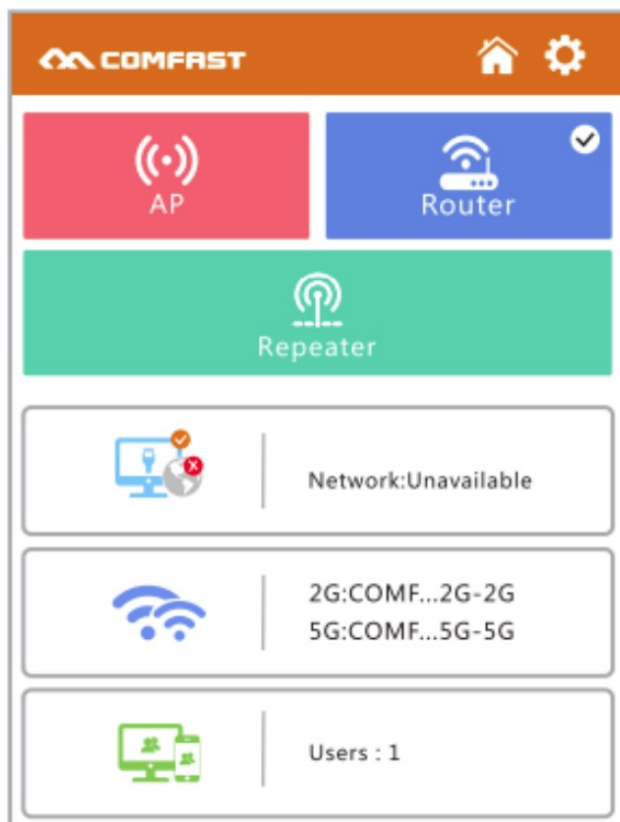 COMFAST
AP
Router
Repeater
Network:Unavailable
2G:COMF...2G-2G
5G:COMF...5G-5G
Users : 1